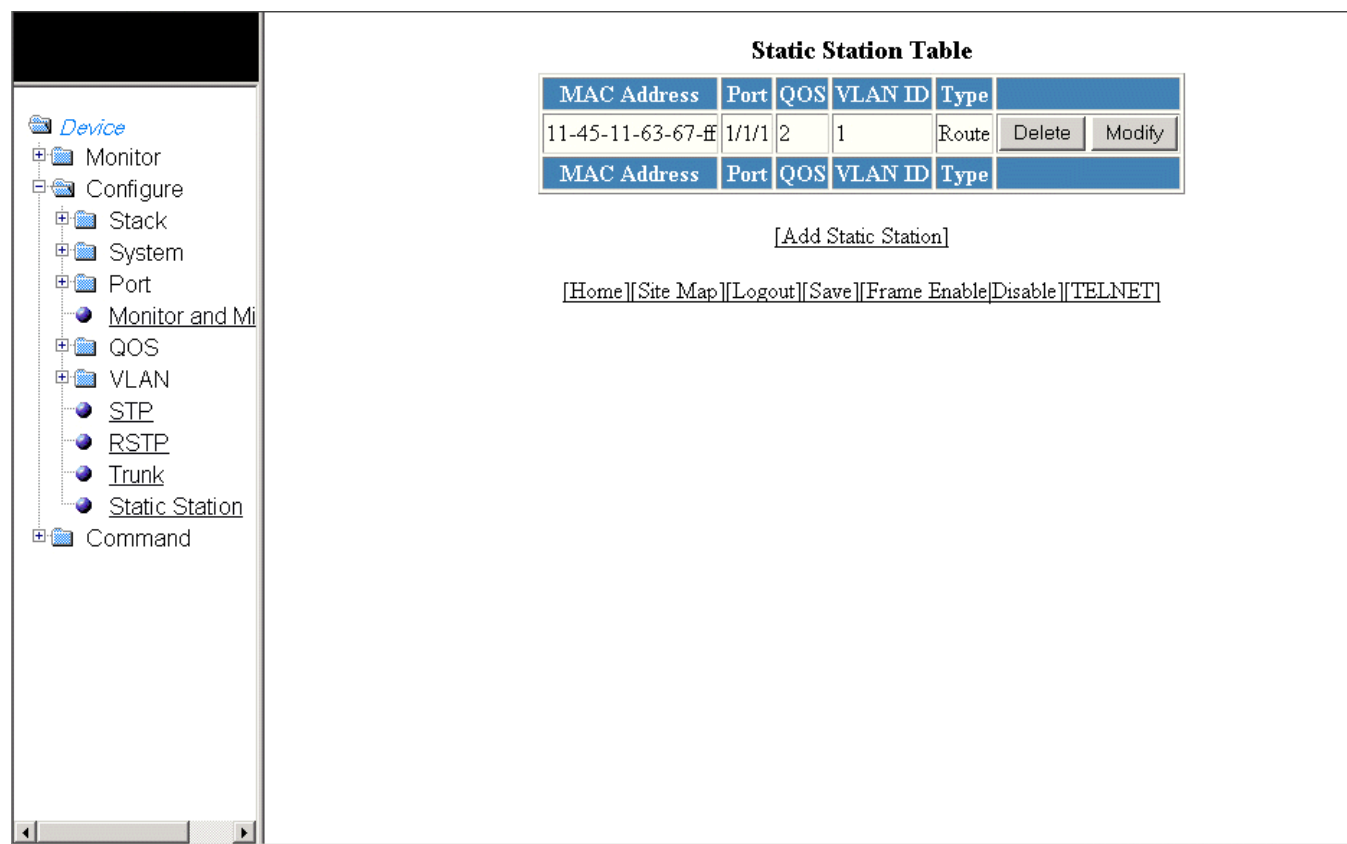 Device
Monitor
Configure
Stack
System
Port
Monitor and Mi
QOS
VLAN
STP
RSTP
Trunk
Static Station
Command
Static Station Table
MAC Address Port QOS VLAN ID Type
11-45-11-63-67-ff 1/1/1 2 1 Route Delete Modify
MAC Address Port QOS VLAN ID Type
[Add Static Station]
[Home][Site Map][Logout][Save][Frame Enable|Disable][TELNET]